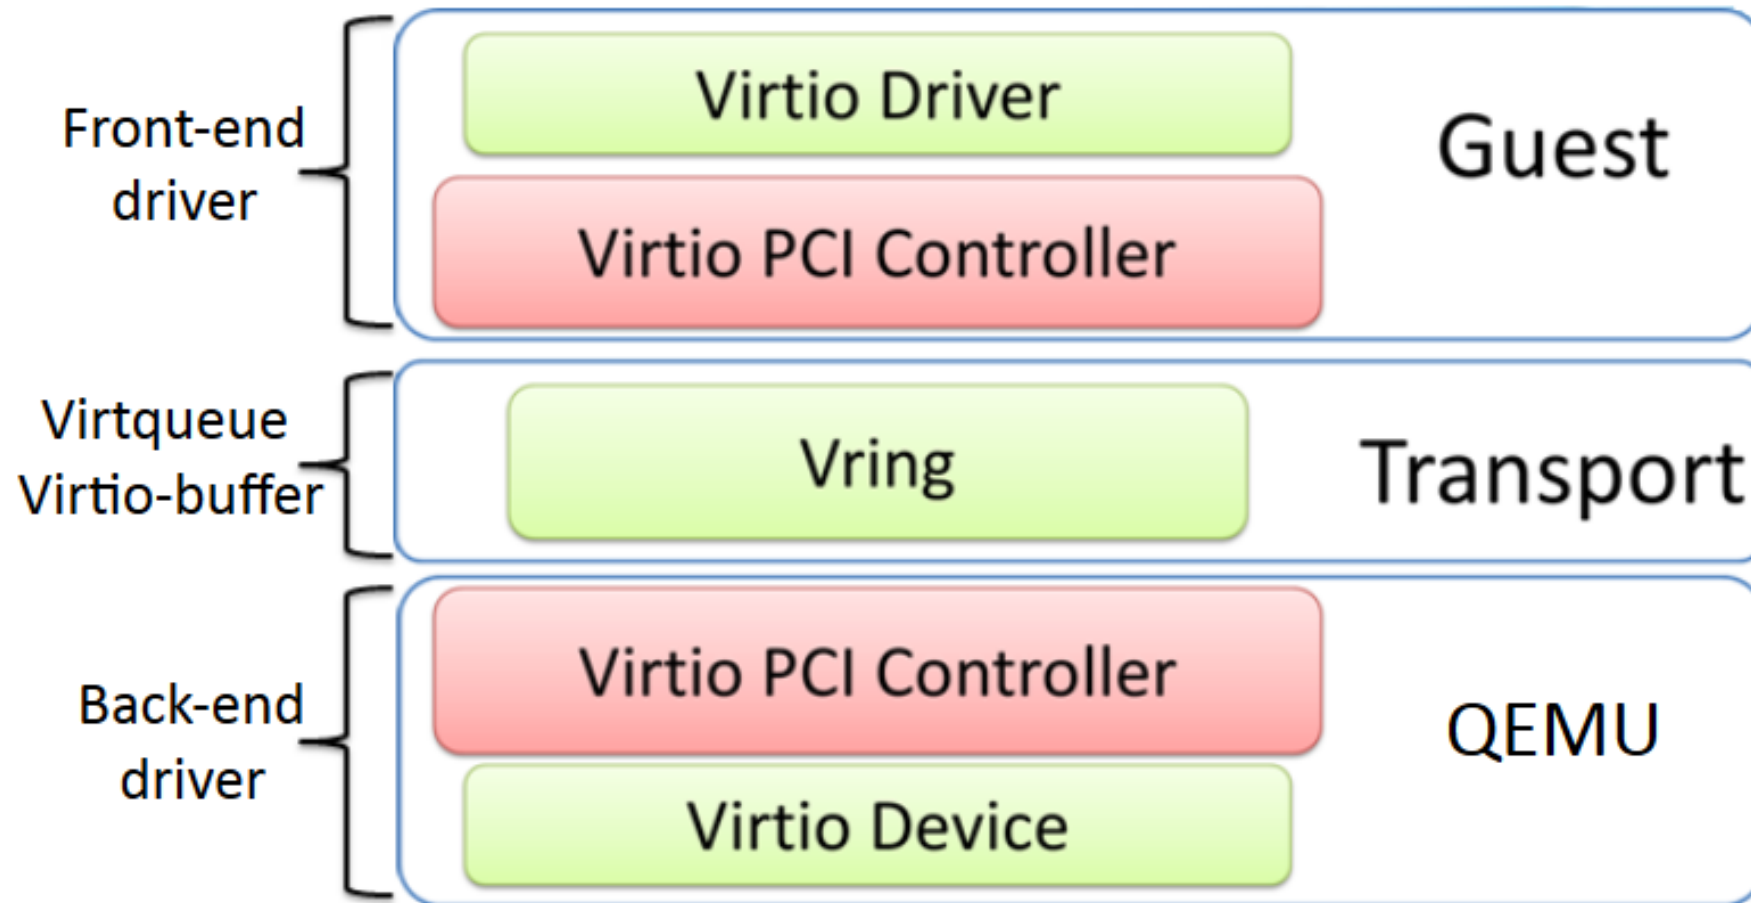 Front-end
driver
Virtio Driver
Virtio PCI Controller
Guest
Virtqueue
Virtio-buffer
Vring
Transport
Back-end
driver
Virtio PCI Controller
Virtio Device
QEMU